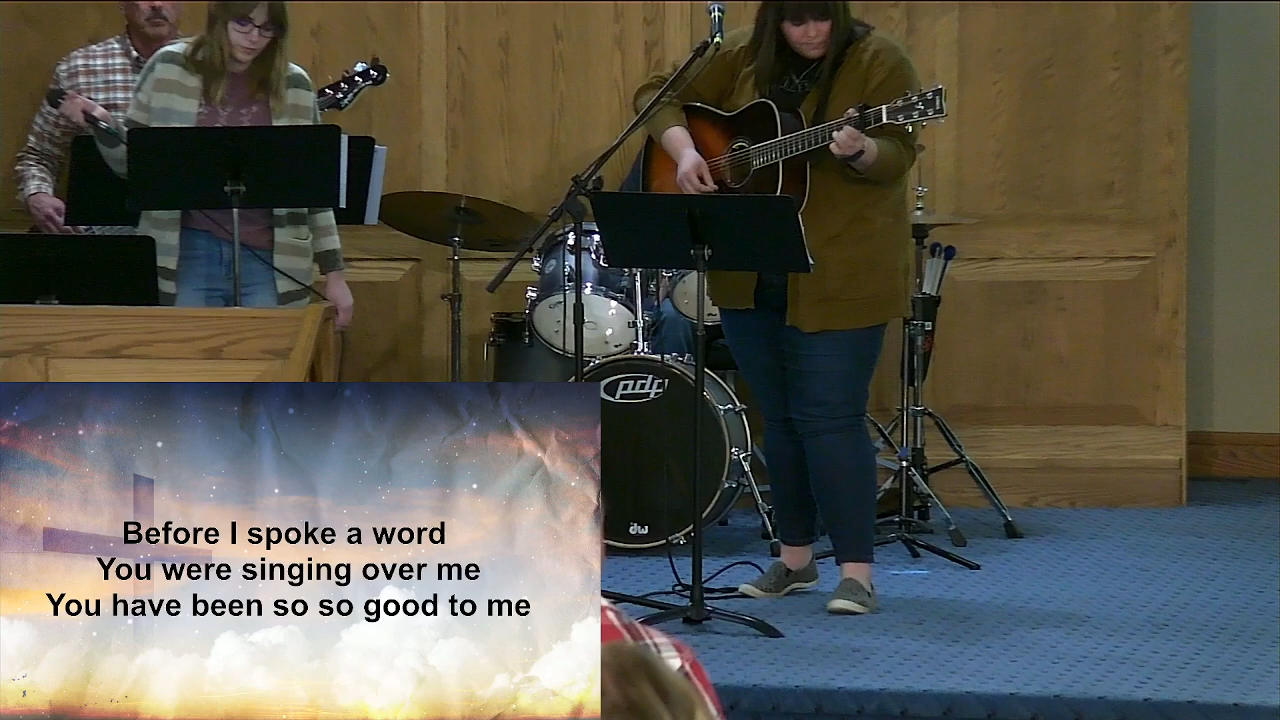 pdp
dw
Before I spoke a word
You were singing over me
You have been so so good to me